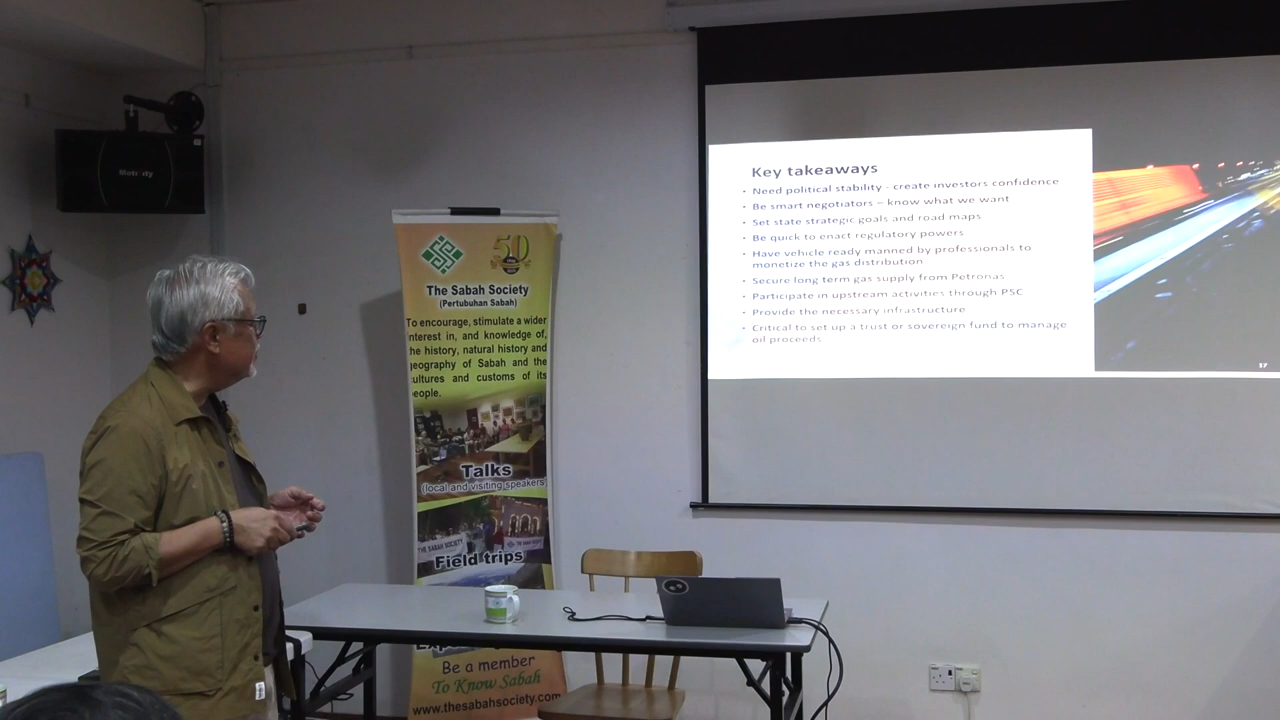 Key takeaways
• Need political stability - create investors confidence
• Be smart negotiators – know what we want
• Set state strategic goals and road maps
• Be quick to enact regulatory powers
• Have vehicle ready manned by professionals to
monetize the gas distribution
• Secure long term gas supply from Petronas
• Participate in upstream activities through PSC
• Provide the necessary infrastructure
• Critical to set up a trust or sovereign fund to manage
oil proceeds
37
50
The Sabah Society
(Pertubuhan Sabah)
To encourage, stimulate a wider
interest in, and knowledge of,
the history, natural history and
geography of Sabah and the
cultures and customs of its
people.
Talks
(local and visiting speakers)
THE SABAH SOCIETY
Field trips
Be a member
To Know Sabah
www.thesabahsociety.com